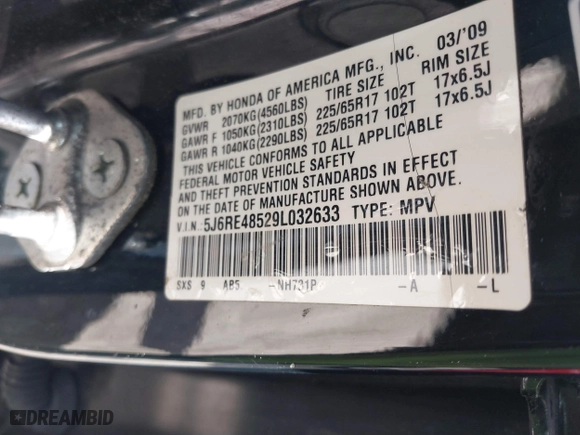 MFD. BY HONDA OF AMERICA MFG., INC. 03/'09
GVWR 2070KG(4560LBS) TIRE SIZE RIM SIZE
GAWR F 1050KG(2310LBS) 225/65R17 102T 17x6.5J
GAWR R 1040KG(2290LBS) 225/65R17 102T 17x6.5J
THIS VEHICLE CONFORMS TO ALL APPLICABLE
FEDERAL MOTOR VEHICLE SAFETY
AND THEFT PREVENTION STANDARDS IN EFFECT
ON THE DATE OF MANUFACTURE SHOWN ABOVE.
V.I.N.:5J6RE48529L032633 TYPE: MPV
SXS 9 AB5 -NH731P -A -L
DREAMBID